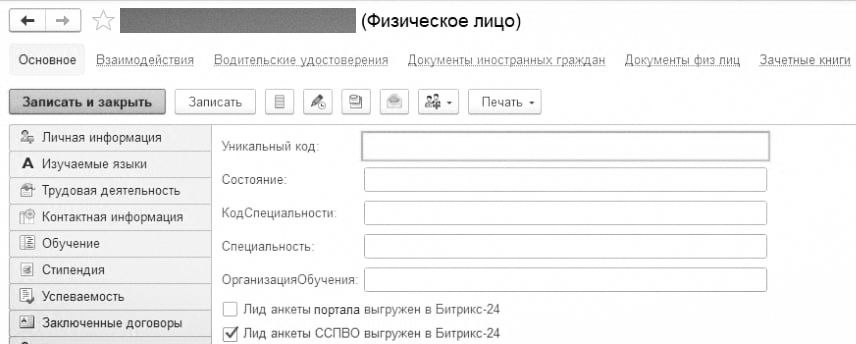 (Физическое лицо)
Основное Взаимодействия Водительские удостоверения Документы иностранных граждан Документы физ лиц Зачетные книги
Записать и закрыть Записать Печать
Личная информация
Изучаемые языки
Трудовая деятельность
Контактная информация
Обучение
Стипендия
Успеваемость
Заключенные договоры
Уникальный код:
Состояние:
КодСпециальности:
Специальность:
ОрганизацияОбучения:
Лид анкеты портала выгружен в Битрикс-24
Лид анкеты ССПВО выгружен в Битрикс-24